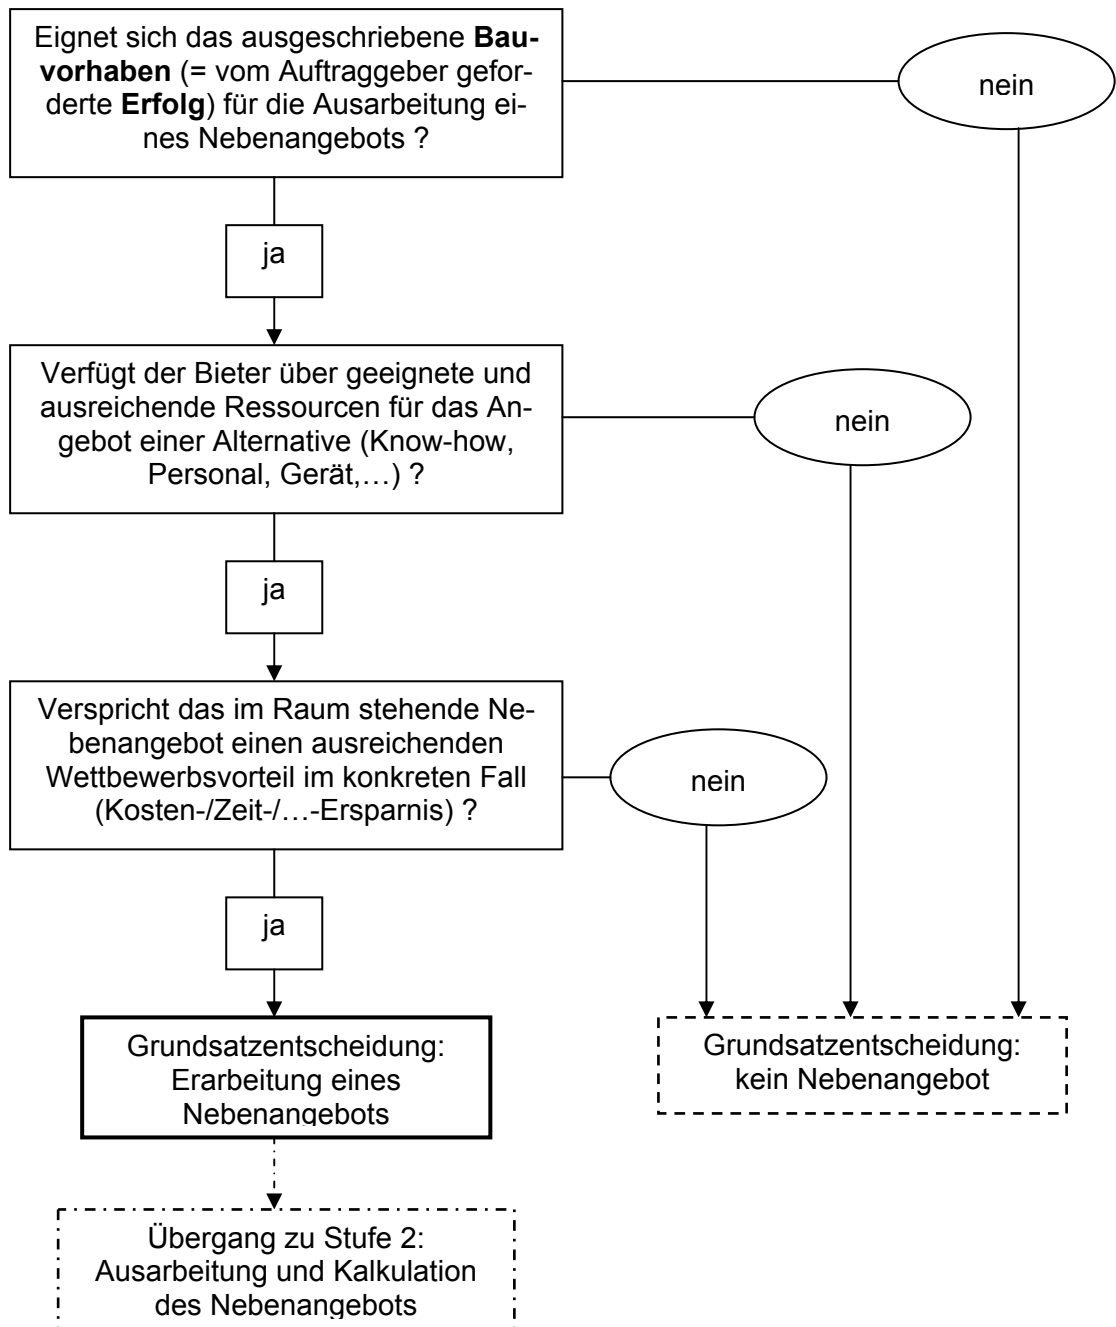 Eignet sich das ausgeschriebene Bau-
vorhaben (= vom Auftraggeber gefor-
derte Erfolg) für die Ausarbeitung ei-
nes Nebenangebots ?
nein
ja
Verfügt der Bieter über geeignete und
ausreichende Ressourcen für das An-
gebot einer Alternative (Know-how,
Personal, Gerät,…) ?
nein
ja
Verspricht das im Raum stehende Ne-
benangebot einen ausreichenden
Wettbewerbsvorteil im konkreten Fall
(Kosten-/Zeit-/…-Ersparnis) ?
nein
ja
Grundsatzentscheidung:
Erarbeitung eines
Nebenangebots
Grundsatzentscheidung:
kein Nebenangebot
Übergang zu Stufe 2:
Ausarbeitung und Kalkulation
des Nebenangebots